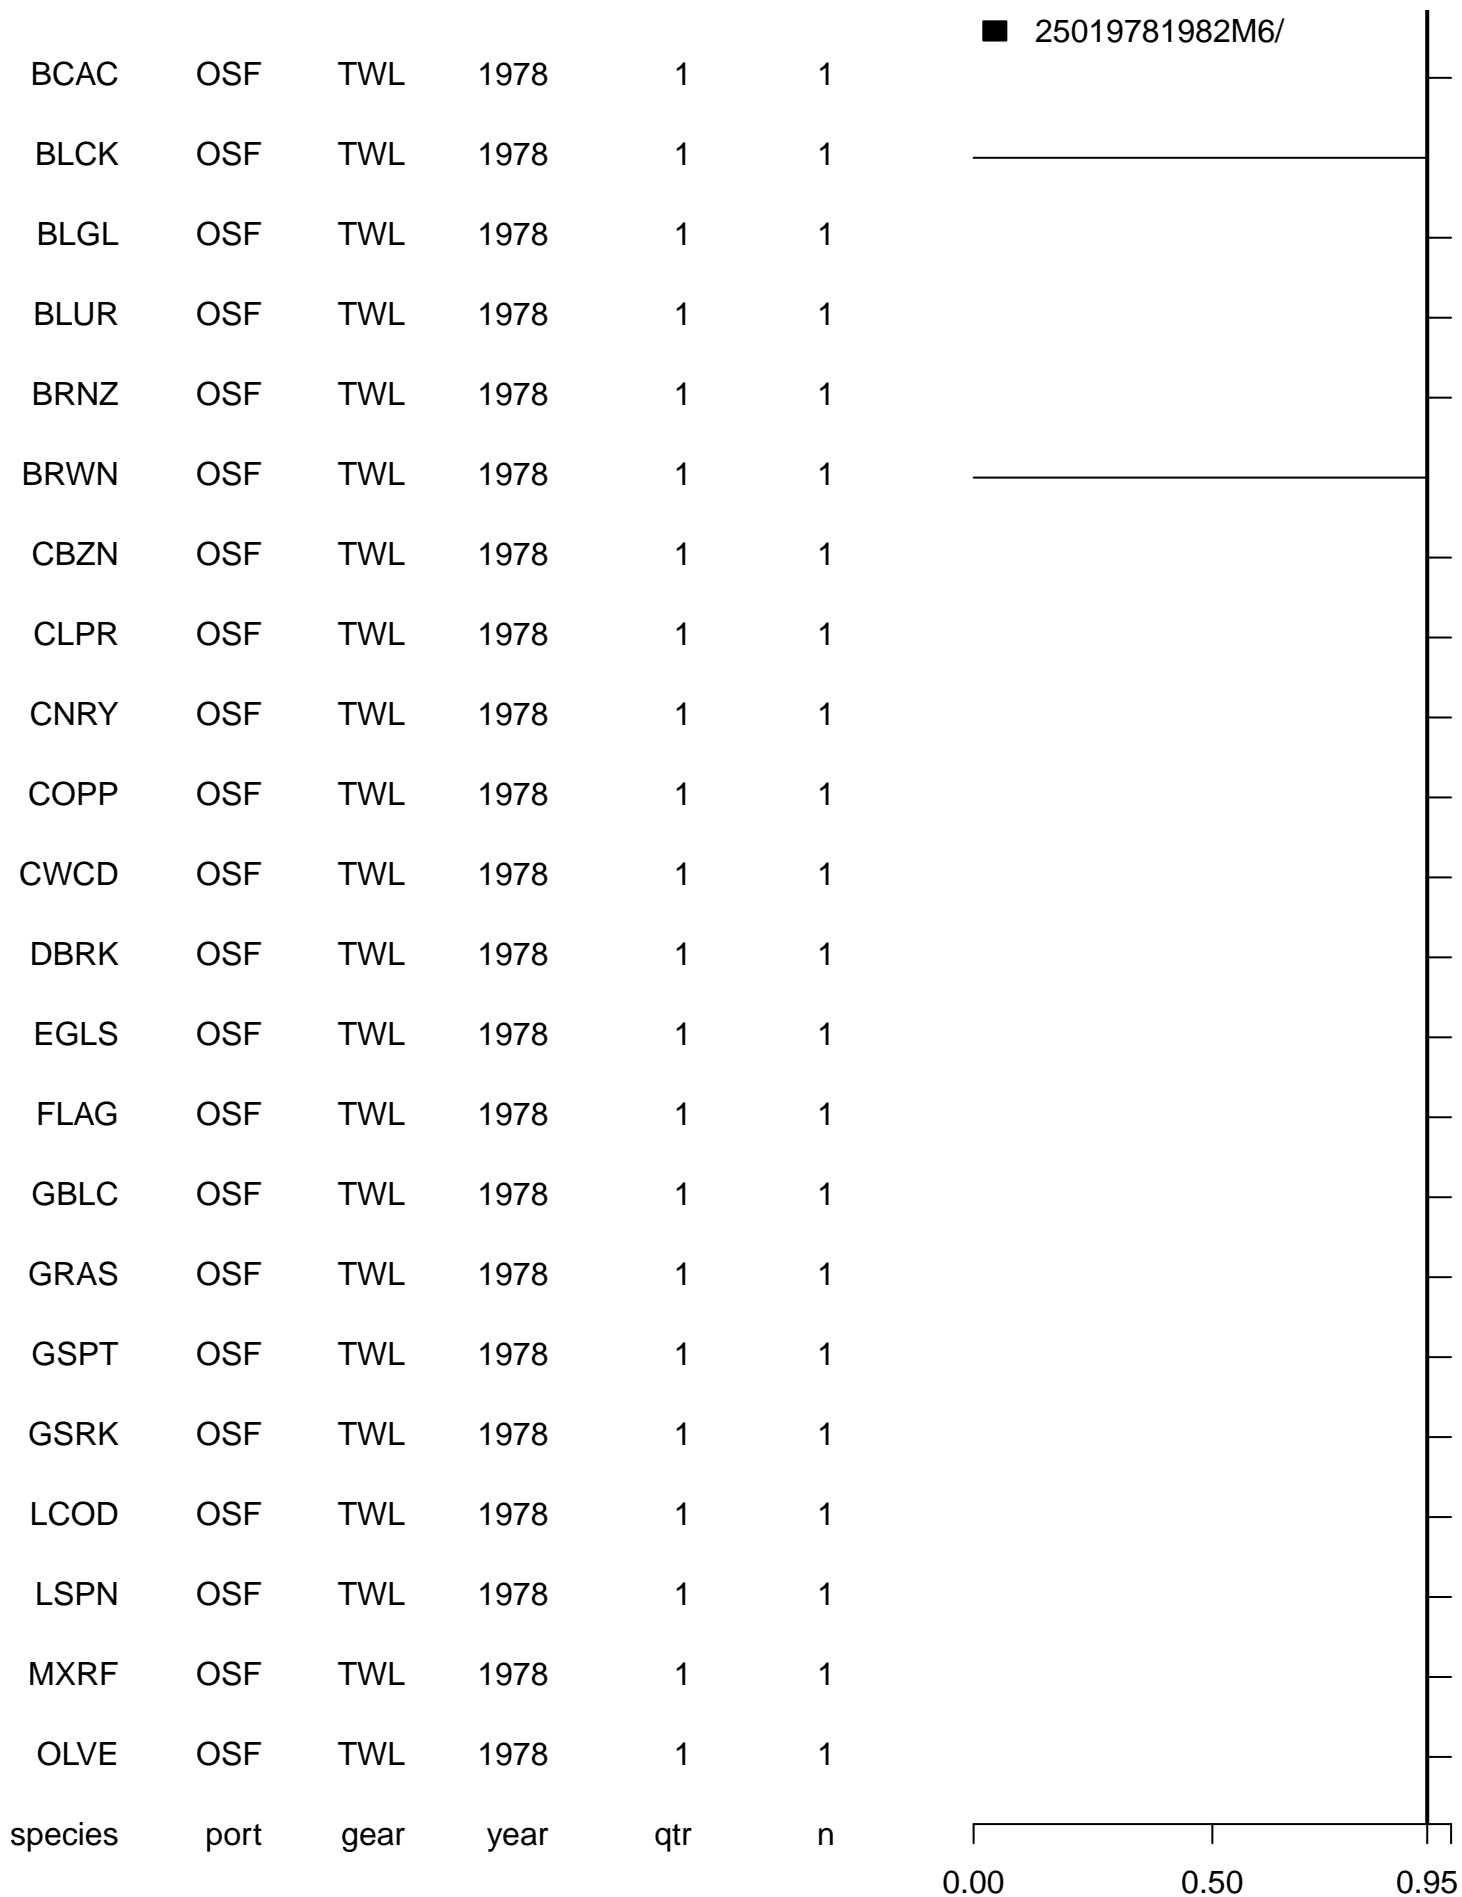 25019781982M6/
BCAC OSF TWL 1978 1 1
BLCK OSF TWL 1978 1 1
BLGL OSF TWL 1978 1 1
BLUR OSF TWL 1978 1 1
BRNZ OSF TWL 1978 1 1
BRWN OSF TWL 1978 1 1
CBZN OSF TWL 1978 1 1
CLPR OSF TWL 1978 1 1
CNRY OSF TWL 1978 1 1
COPP OSF TWL 1978 1 1
CWCD OSF TWL 1978 1 1
DBRK OSF TWL 1978 1 1
EGLS OSF TWL 1978 1 1
FLAG OSF TWL 1978 1 1
GBLC OSF TWL 1978 1 1
GRAS OSF TWL 1978 1 1
GSPT OSF TWL 1978 1 1
GSRK OSF TWL 1978 1 1
LCOD OSF TWL 1978 1 1
LSPN OSF TWL 1978 1 1
MXRF OSF TWL 1978 1 1
OLVE OSF TWL 1978 1 1
species port gear year qtr n
0.00 0.50 0.95